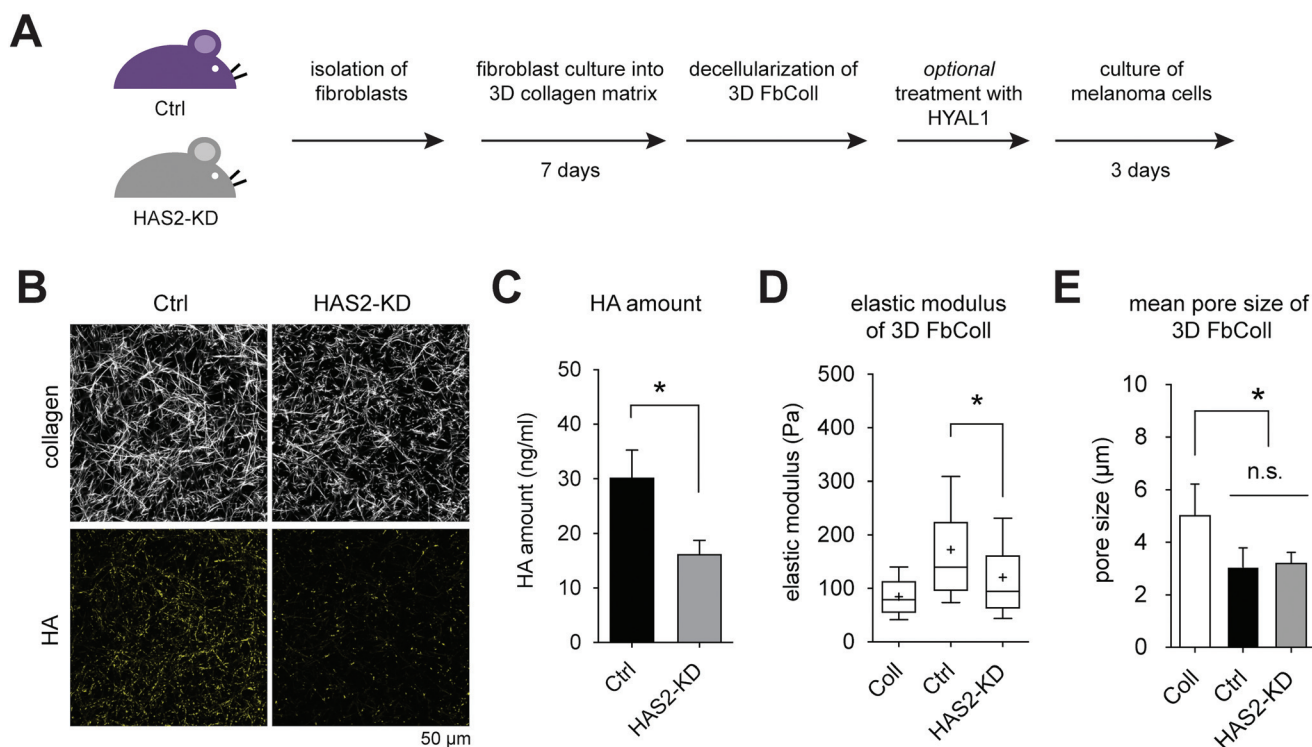 A
Ctrl
HAS2-KD
isolation of
fibroblasts
fibroblast culture into
3D collagen matrix
7 days
decellularization of
3D FbColl
optional
treatment with
HYAL1
culture of
melanoma cells
3 days
B
Ctrl
HAS2-KD
collagen
HA
50 µm
C
HA amount
HA amount (ng/ml)
50
40
30
20
10
0
*
Ctrl
HAS2-KD
D
elastic modulus
of 3D FbColl
elastic modulus (Pa)
500
400
300
200
100
0
*
Coll
Ctrl
HAS2-KD
E
mean pore size of
3D FbColl
pore size (µm)
10
8
6
4
2
0
*
n.s.
Coll
Ctrl
HAS2-KD